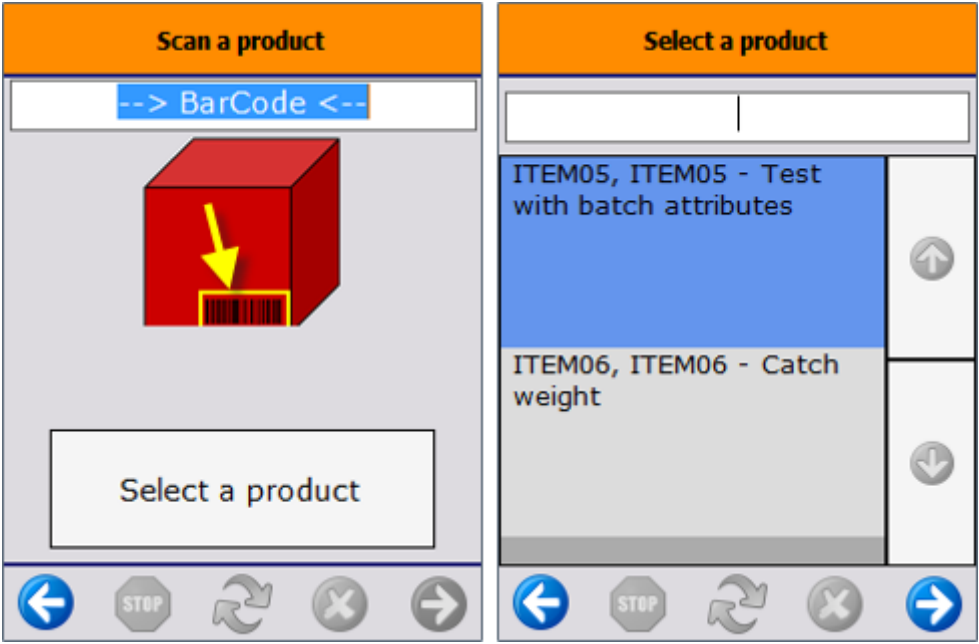 Scan a product
--> BarCode <--
Select a product
STOP
Select a product
ITEM05, ITEM05 - Test
with batch attributes
ITEM06, ITEM06 - Catch
weight
STOP